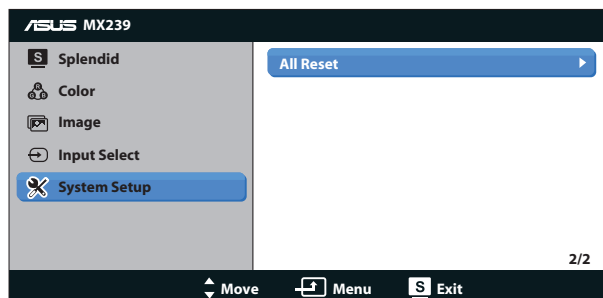 ASUS MX239
S Splendid
Color
Image
Input Select
System Setup
All Reset
2/2
Move Menu S Exit